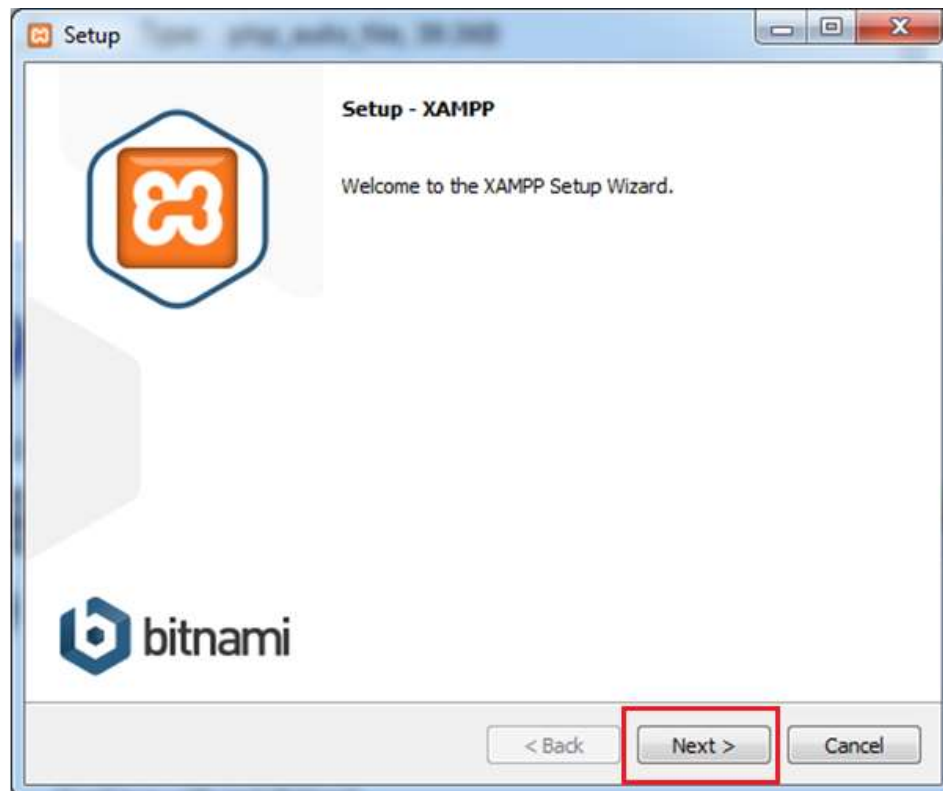 Setup
Setup - XAMPP
Welcome to the XAMPP Setup Wizard.
bitnami
< Back
Next >
Cancel